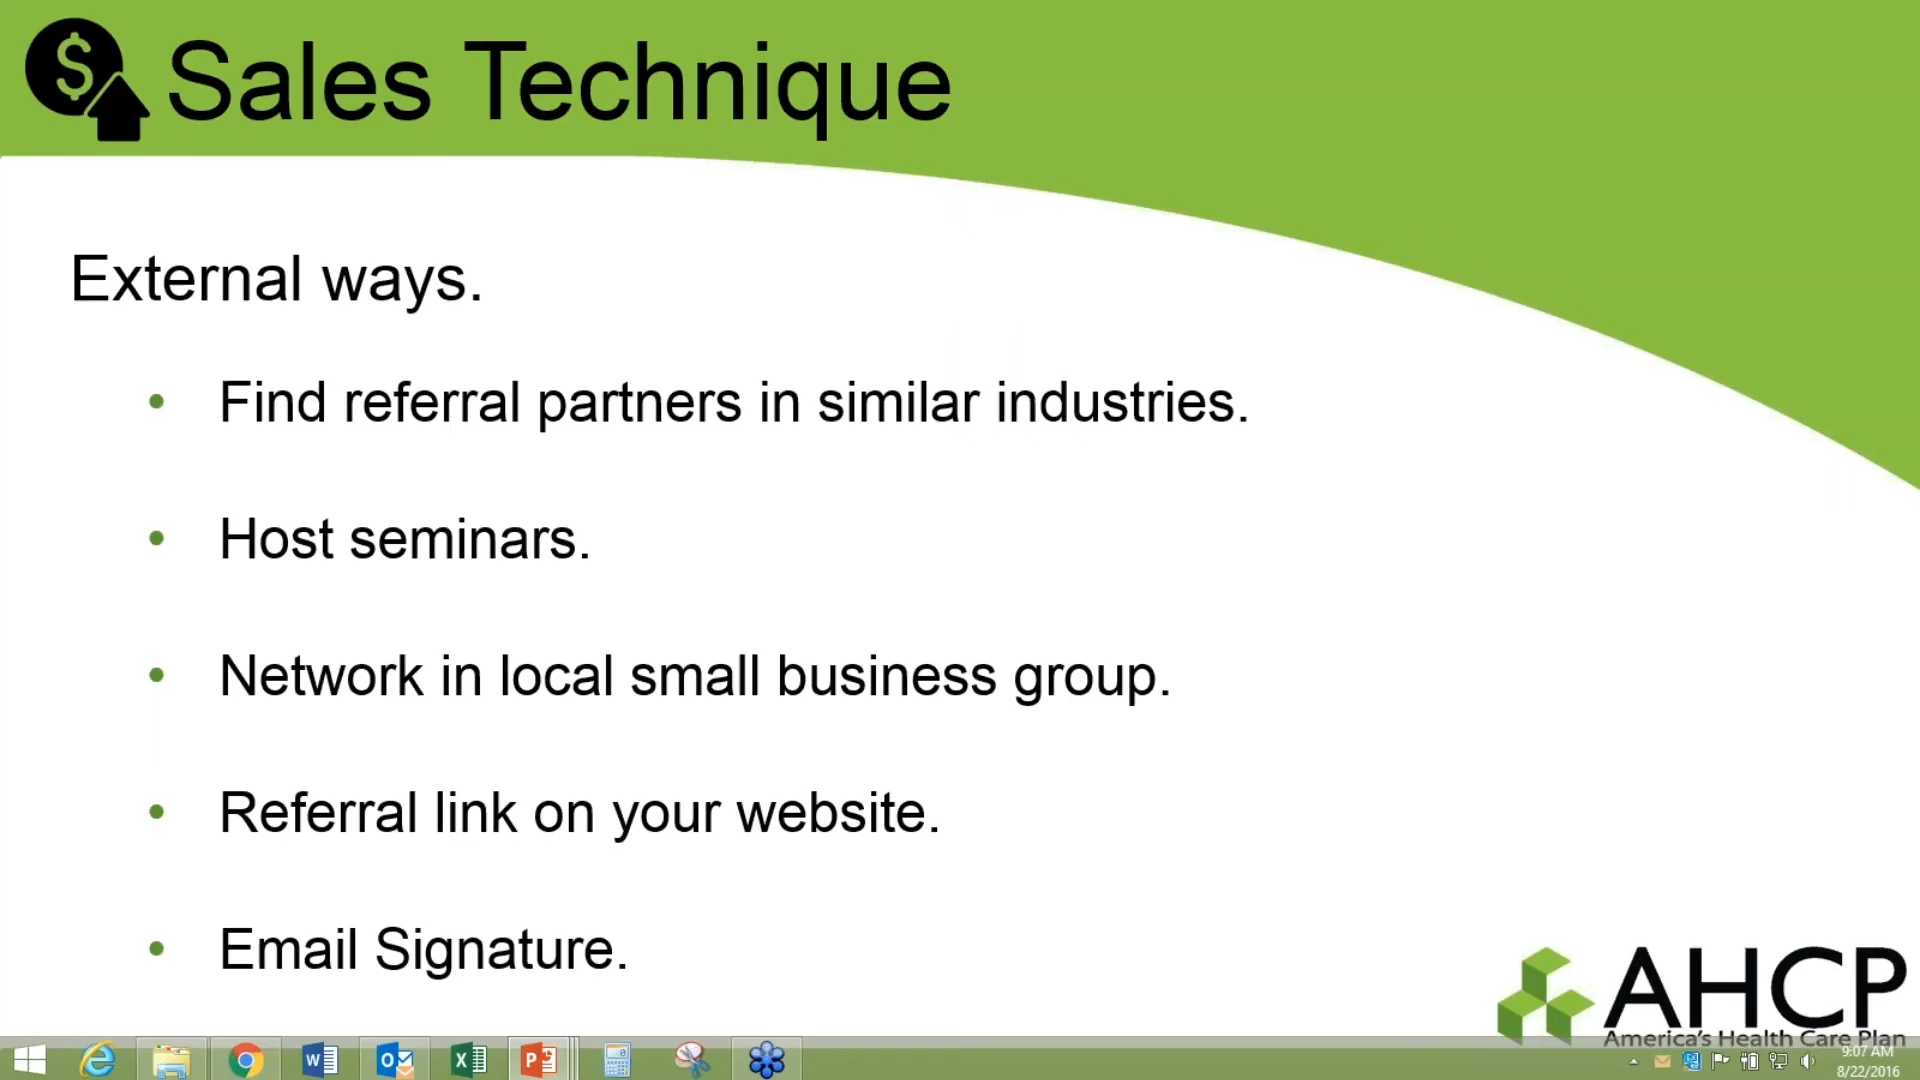 Sales Technique
External ways.
• Find referral partners in similar industries.
• Host seminars.
• Network in local small business group.
• Referral link on your website.
• Email Signature.
AHCP
America's Health Care Plan
9:07 AM
8/22/2016